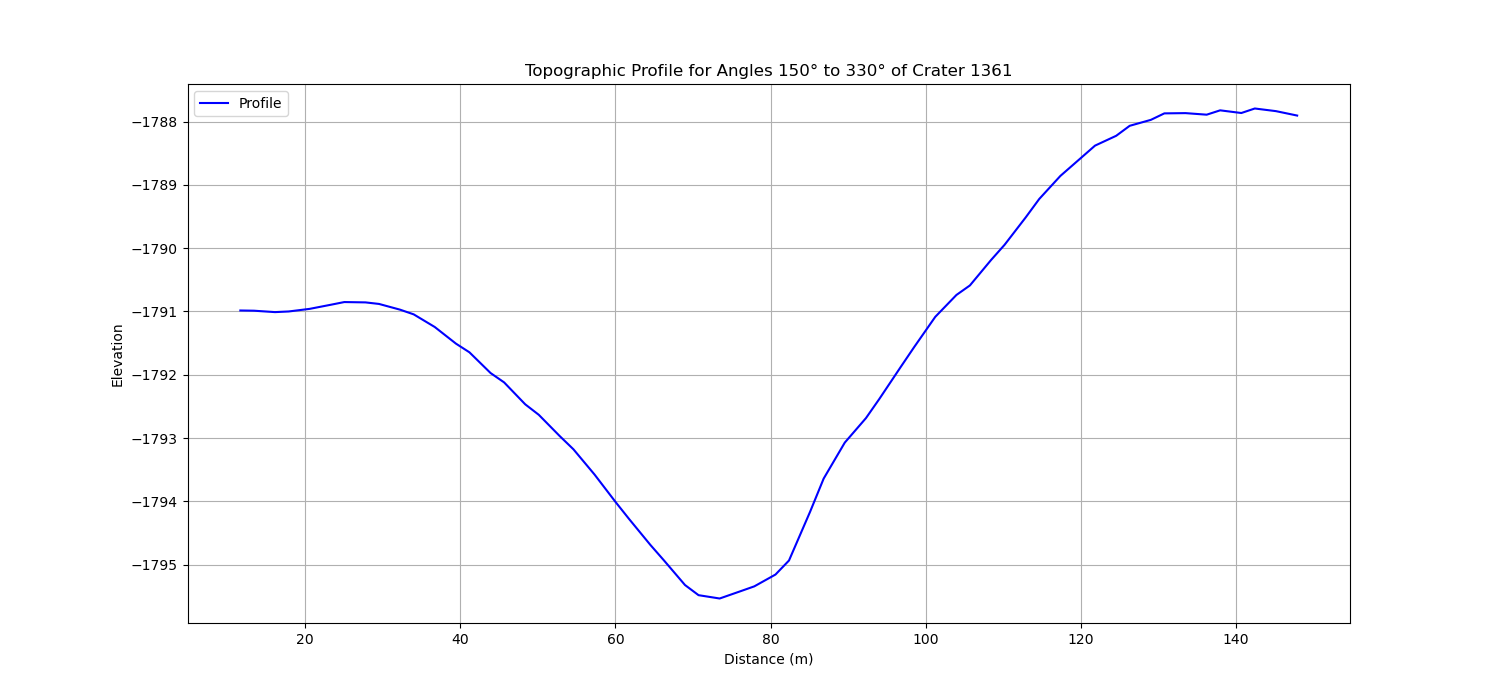 Topographic Profile for Angles 150° to 330° of Crater 1361
Profile
−1788
−1789
−1790
−1791
−1792
−1793
−1794
−1795
Elevation
20 40 60 80 100 120 140
Distance (m)